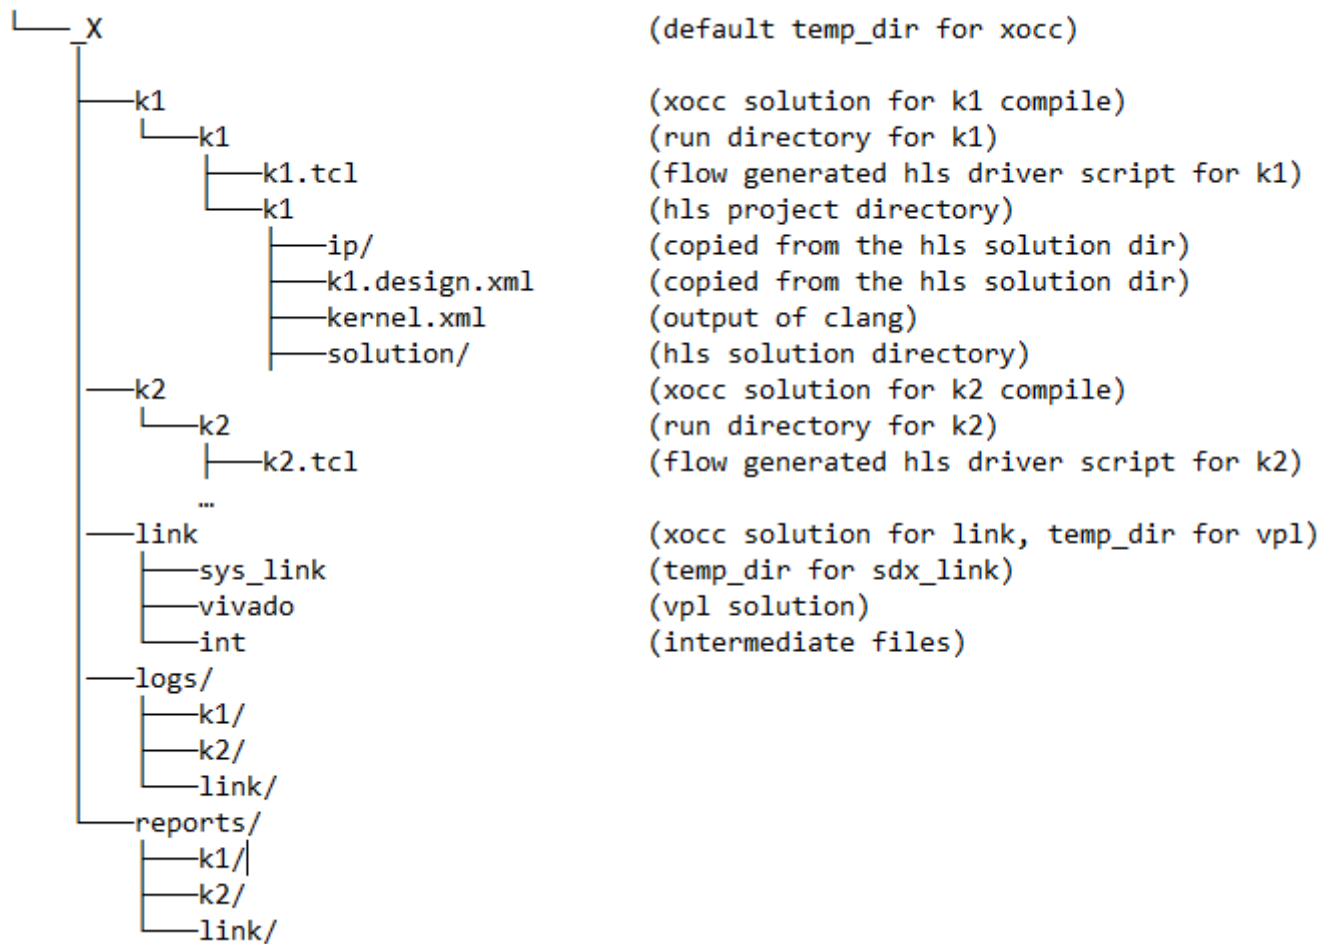 └───_X (default temp_dir for xocc)
├───k1 (xocc solution for k1 compile)
└───k1 (run directory for k1)
├───k1.tcl (flow generated hls driver script for k1)
└───k1 (hls project directory)
├───ip/ (copied from the hls solution dir)
├───k1.design.xml (copied from the hls solution dir)
├───kernel.xml (output of clang)
├───solution/ (hls solution directory)
├───k2 (xocc solution for k2 compile)
└───k2 (run directory for k2)
├───k2.tcl (flow generated hls driver script for k2)
…
├───link (xocc solution for link, temp_dir for vpl)
├───sys_link (temp_dir for sdx_link)
├───vivado (vpl solution)
└───int (intermediate files)
├───logs/
├───k1/
├───k2/
└───link/
└───reports/
├───k1/
├───k2/
└───link/